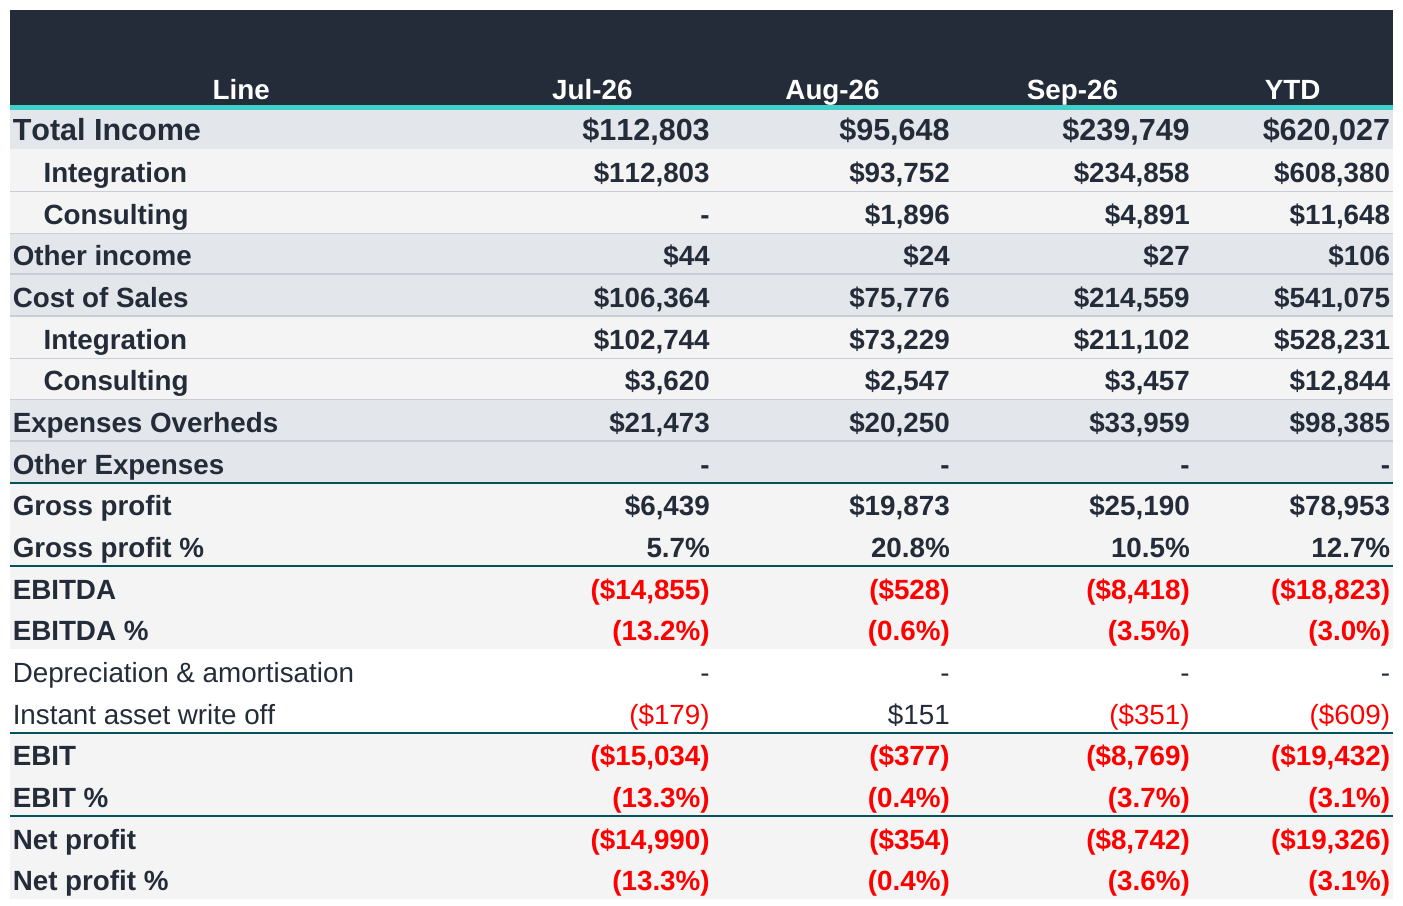 Line Jul-26 Aug-26 Sep-26 YTD
Total Income $112,803 $95,648 $239,749 $620,027
Integration $112,803 $93,752 $234,858 $608,380
Consulting - $1,896 $4,891 $11,648
Other income $44 $24 $27 $106
Cost of Sales $106,364 $75,776 $214,559 $541,075
Integration $102,744 $73,229 $211,102 $528,231
Consulting $3,620 $2,547 $3,457 $12,844
Expenses Overheds $21,473 $20,250 $33,959 $98,385
Other Expenses - - - -
Gross profit $6,439 $19,873 $25,190 $78,953
Gross profit % 5.7% 20.8% 10.5% 12.7%
EBITDA ($14,855) ($528) ($8,418) ($18,823)
EBITDA % (13.2%) (0.6%) (3.5%) (3.0%)
Depreciation & amortisation - - - -
Instant asset write off ($179) $151 ($351) ($609)
EBIT ($15,034) ($377) ($8,769) ($19,432)
EBIT % (13.3%) (0.4%) (3.7%) (3.1%)
Net profit ($14,990) ($354) ($8,742) ($19,326)
Net profit % (13.3%) (0.4%) (3.6%) (3.1%)